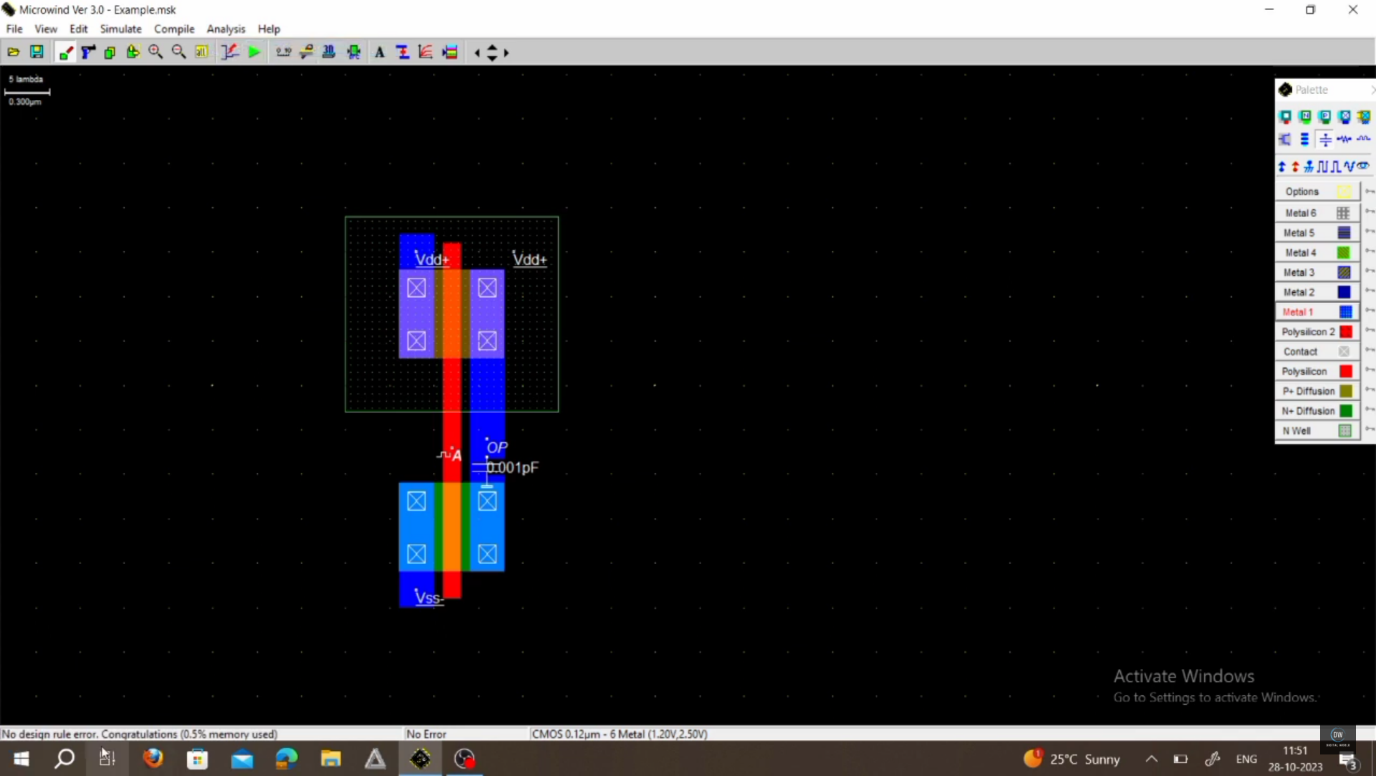 Microwind Ver 3.0 - Example.msk
File View Edit Simulate Compile Analysis Help
5 lambda
0.300µm
Palette
Options
Metal 6
Metal 5
Metal 4
Metal 3
Metal 2
Metal 1
Polysilicon 2
Contact
Polysilicon
P+ Diffusion
N+ Diffusion
N Well
Vdd+ Vdd+
A OP
0.001pF
Vss-
Activate Windows
Go to Settings to activate Windows.
No design rule error. Congratulations (0.5% memory used) No Error CMOS 0.12µm - 6 Metal (1.20V,2.50V)
DW
25°C Sunny ENG 11:51
28-10-2023
3